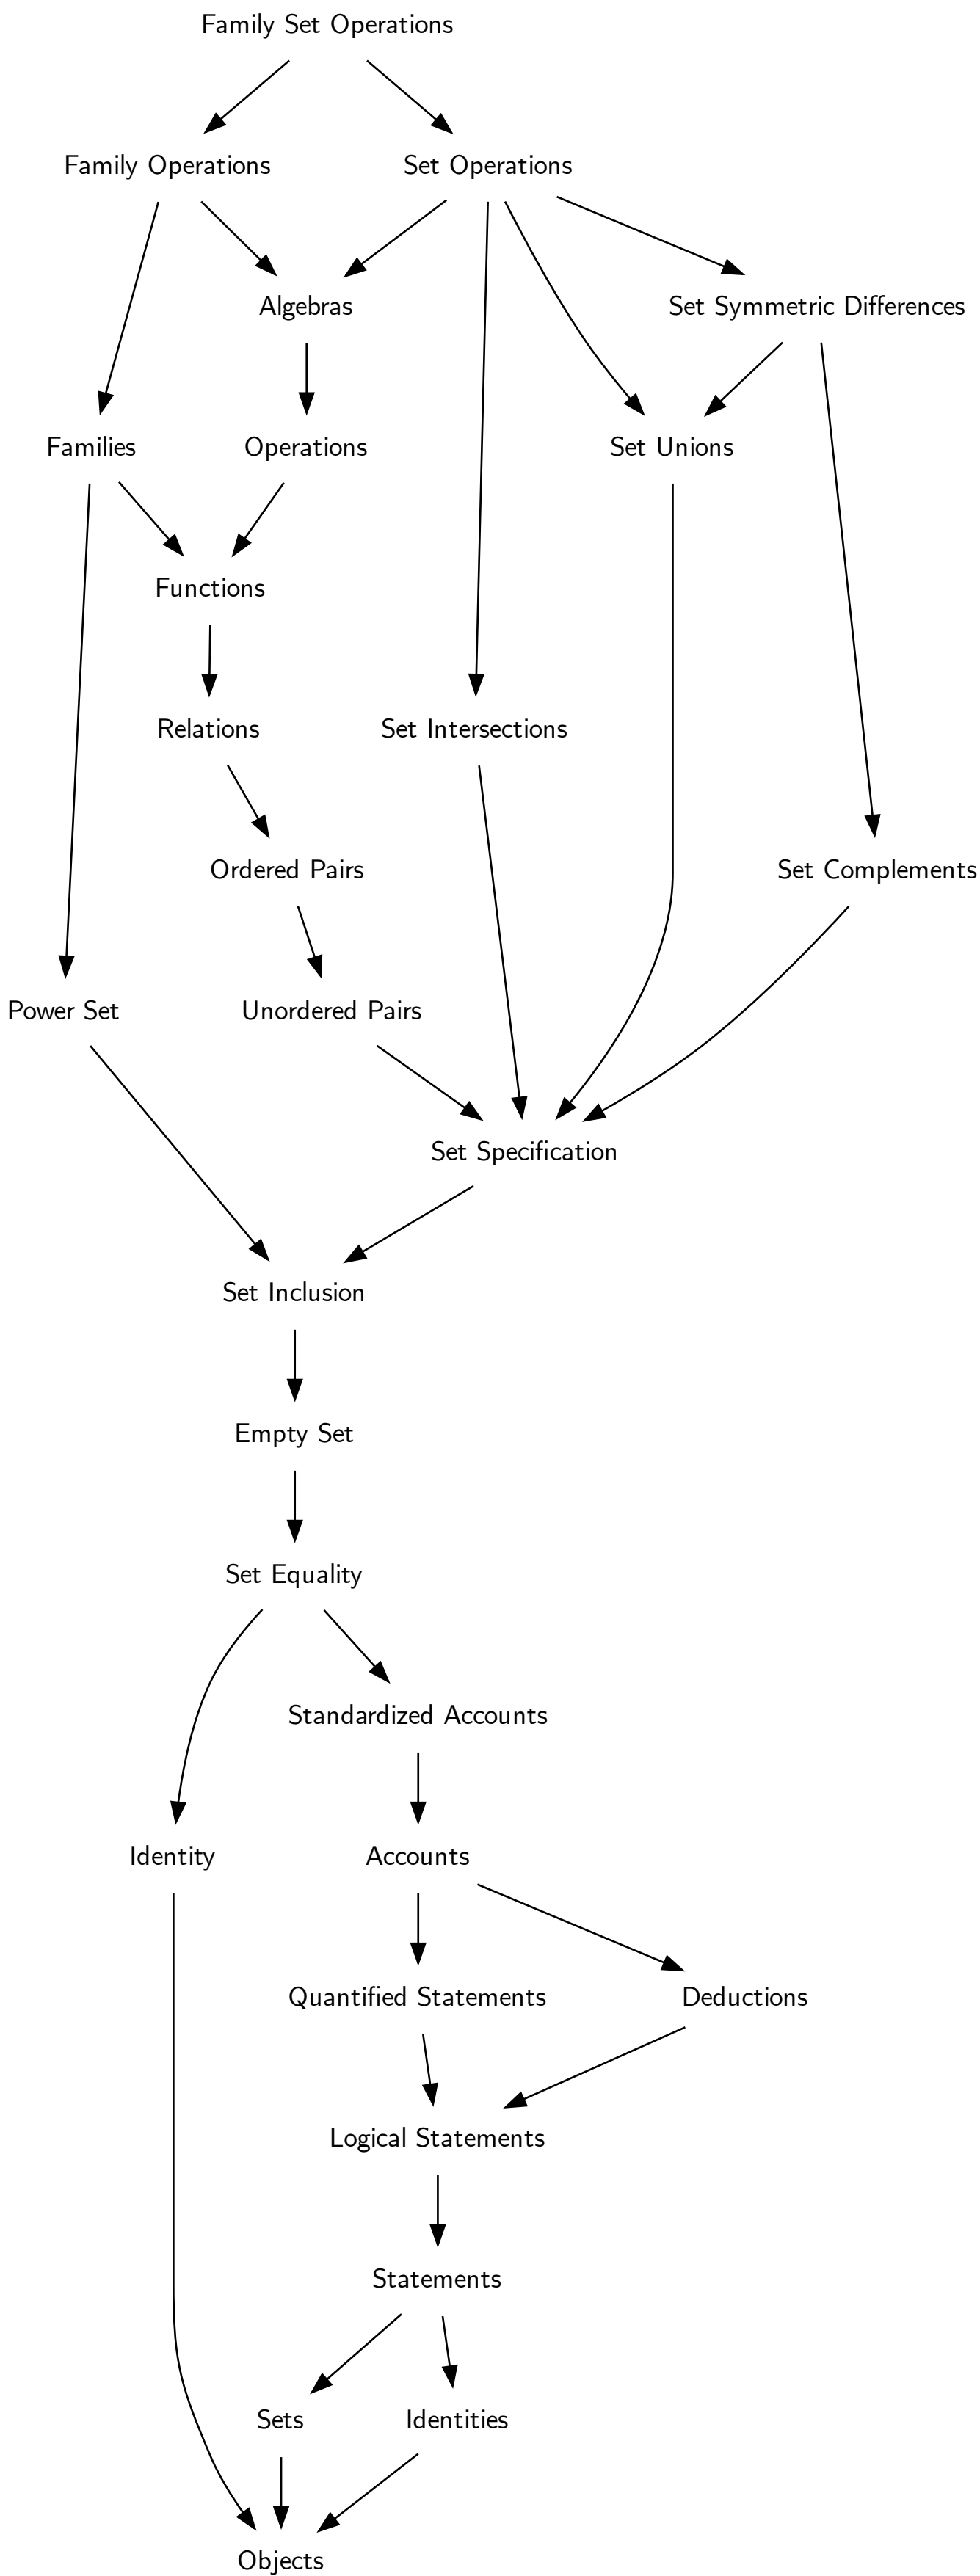 Family Set Operations
Family Operations
Set Operations
Algebras
Set Symmetric Differences
Families
Operations
Set Unions
Functions
Relations
Set Intersections
Ordered Pairs
Set Complements
Power Set
Unordered Pairs
Set Specification
Set Inclusion
Empty Set
Set Equality
Standardized Accounts
Identity
Accounts
Quantified Statements
Deductions
Logical Statements
Statements
Sets
Identities
Objects